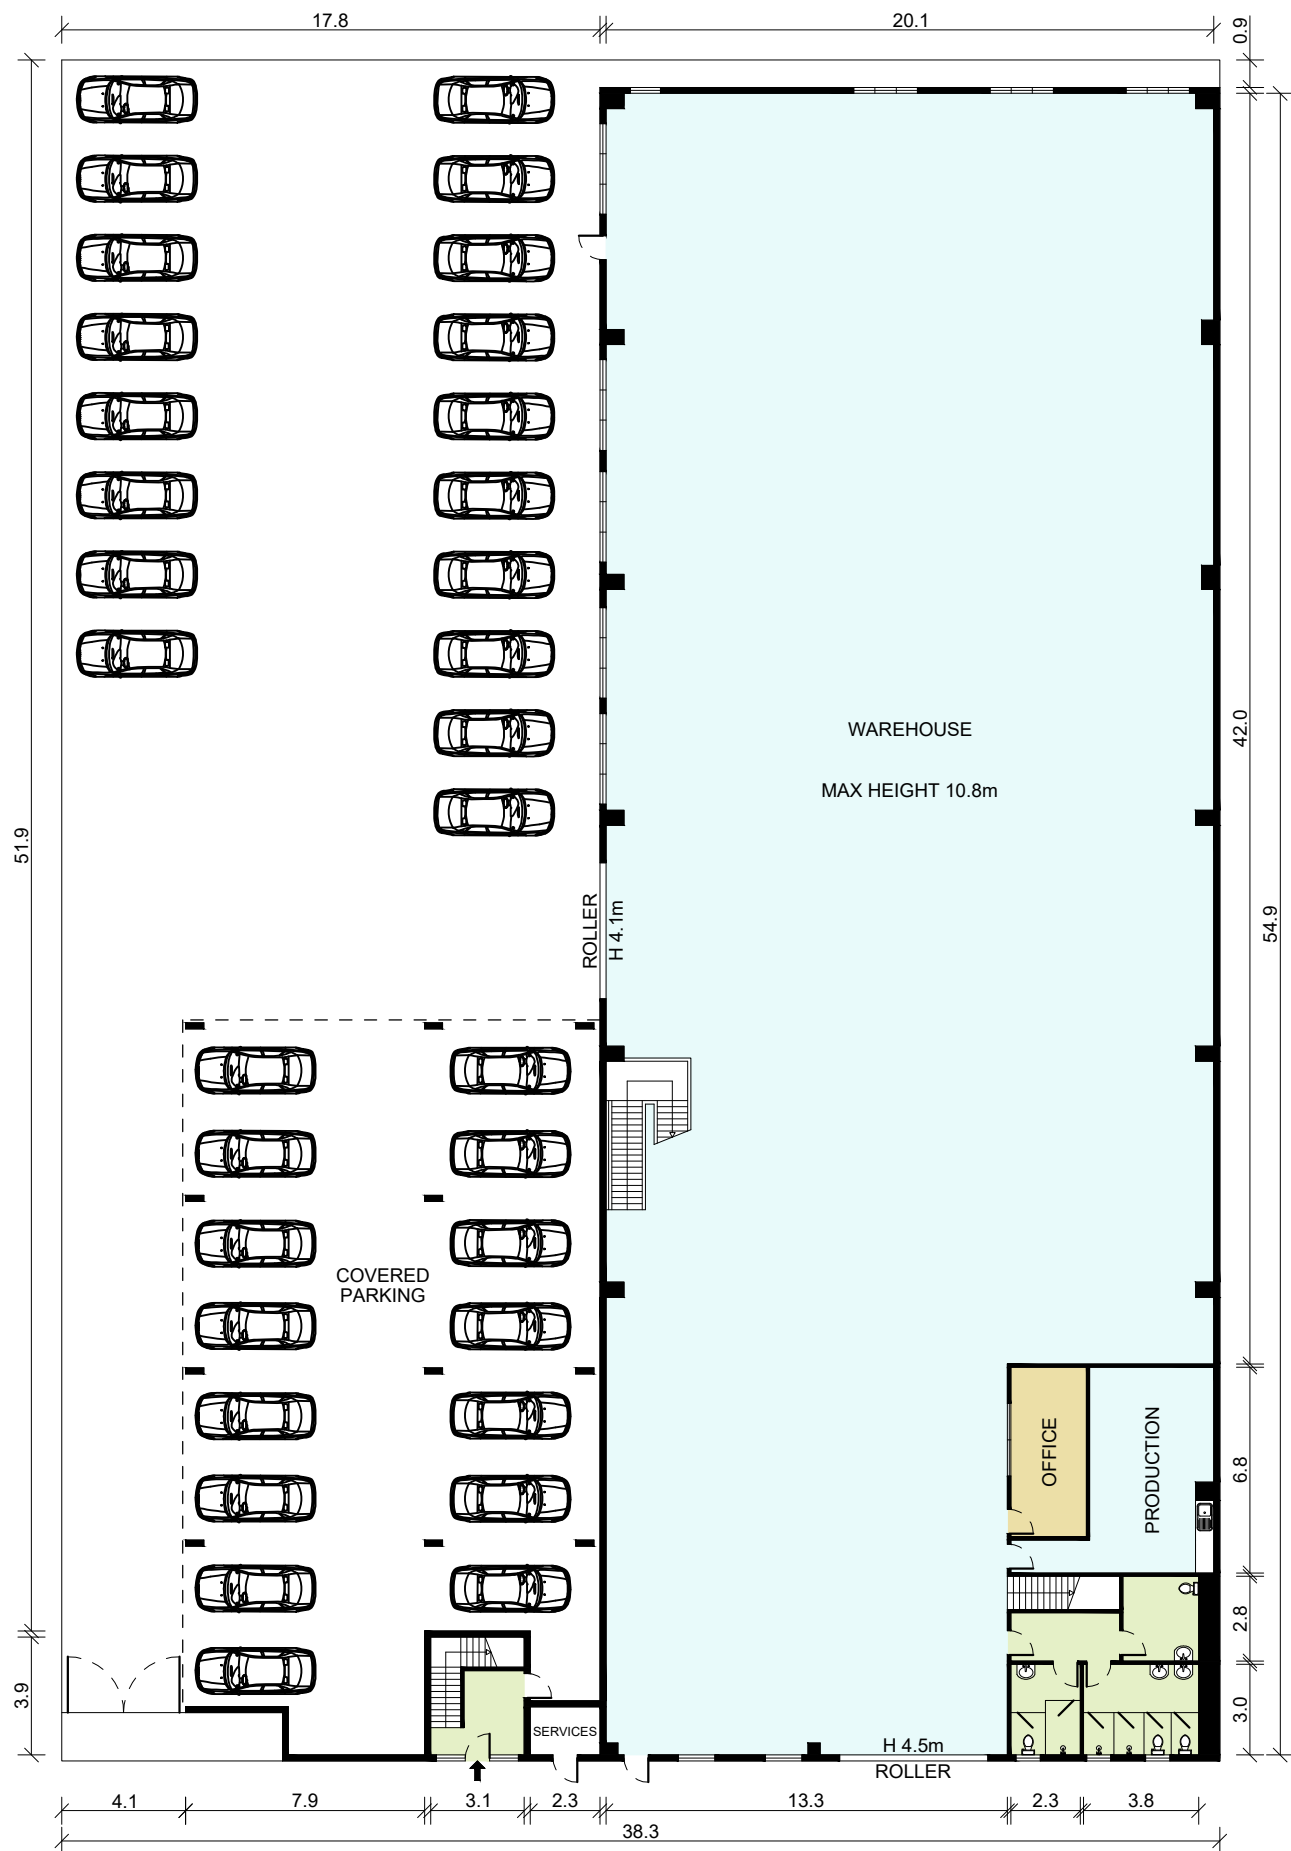 17.8
20.1
0.9
WAREHOUSE
MAX HEIGHT 10.8m
42.0
51.9
54.9
ROLLER
H 4.1m
COVERED
PARKING
OFFICE
PRODUCTION
6.8
2.8
3.9
3.0
SERVICES
H 4.5m
ROLLER
4.1
7.9
3.1
2.3
13.3
2.3
3.8
38.3